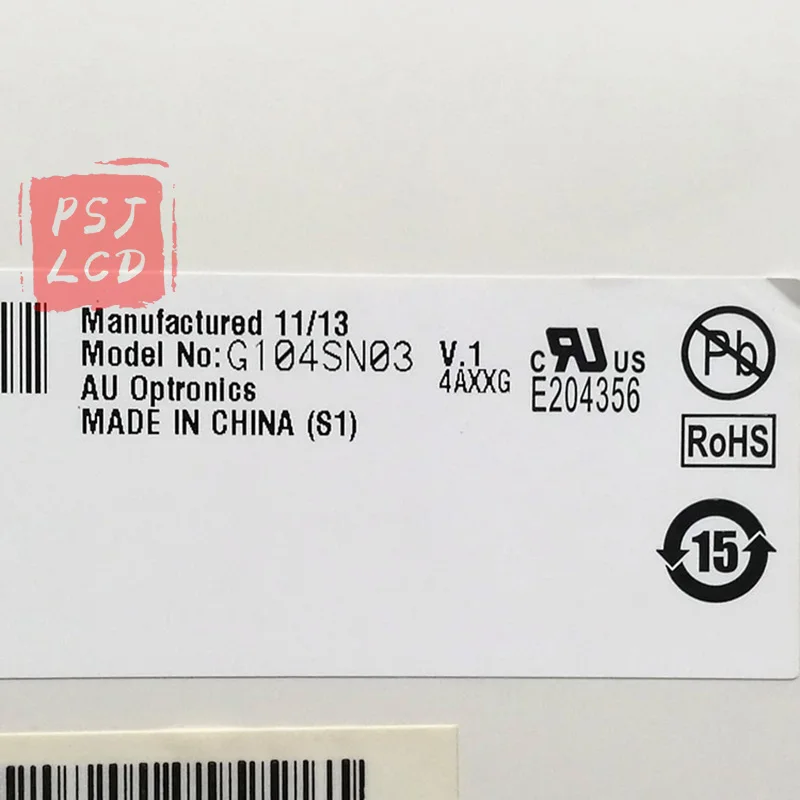 PSJ
LCD
Manufactured 11/13
Model No: G104SN03 V.1
AU Optronics 4AXXG
MADE IN CHINA (S1)
c RU US
E204356
Pb
RoHS
15